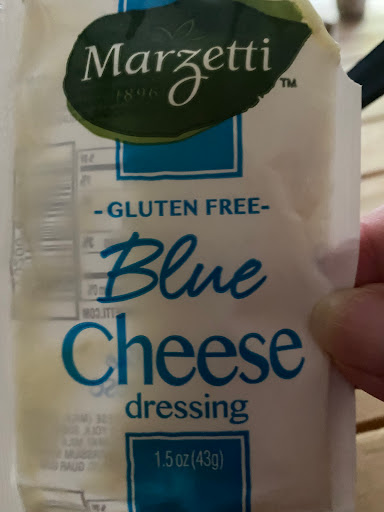 Marzetti
1896
TM
-GLUTEN FREE-
Blue
Cheese
dressing
1.5 oz (43g)